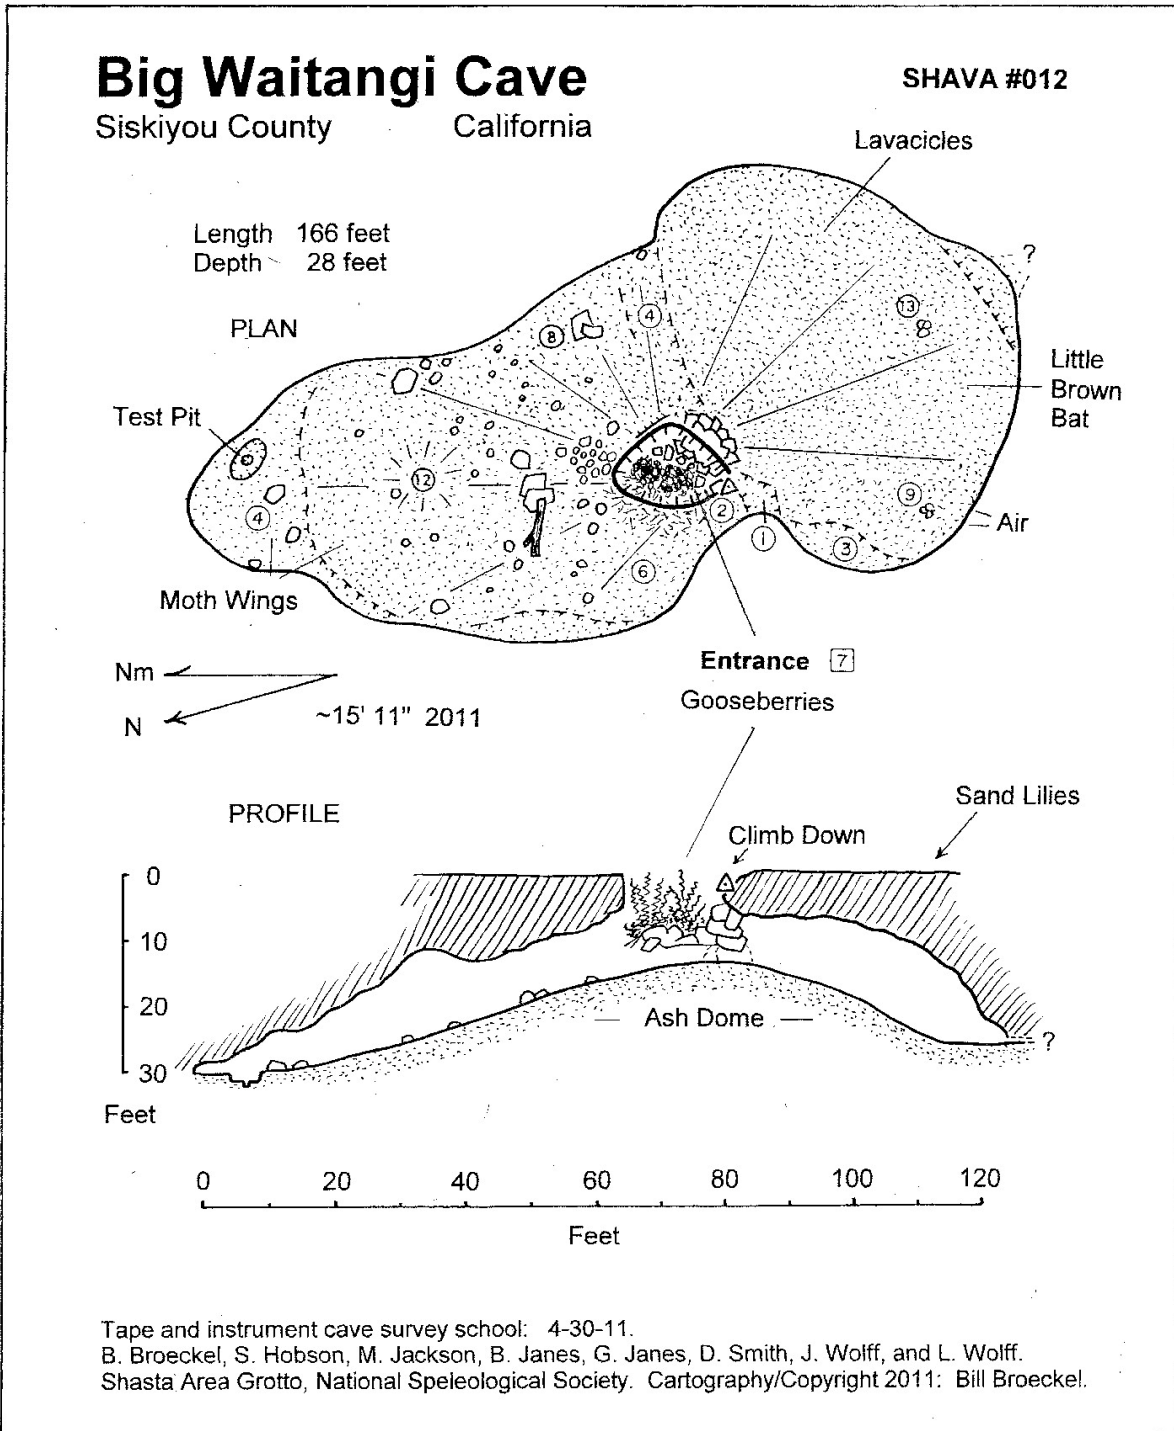 Big Waitangi Cave
SHAVA #012
Siskiyou County California
Lavacicles
Length 166 feet
Depth 28 feet
?
PLAN
4
13
8
Little
Brown
Bat
Test Pit
12
9
4
2
Air
1
3
6
Moth Wings
Entrance 7
Nm
Gooseberries
N
~15' 11" 2011
PROFILE
Sand Lilies
Climb Down
0
10
20
Ash Dome
?
30
Feet
0 20 40 60 80 100 120
Feet
Tape and instrument cave survey school: 4-30-11.
B. Broeckel, S. Hobson, M. Jackson, B. Janes, G. Janes, D. Smith, J. Wolff, and L. Wolff.
Shasta Area Grotto, National Speleological Society. Cartography/Copyright 2011: Bill Broeckel.